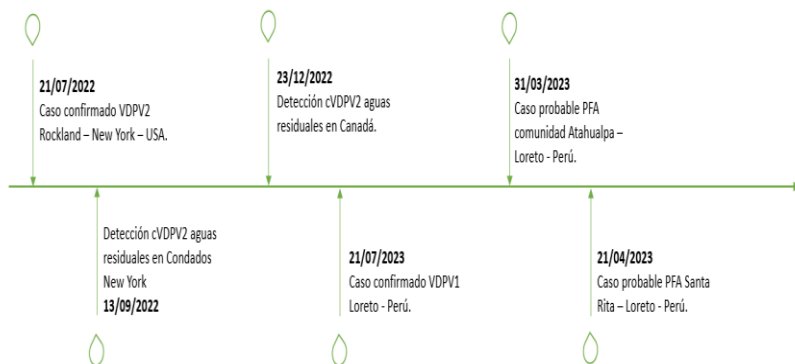 21/07/2022
Caso confirmado VDPV2
Rockland – New York – USA.
23/12/2022
Detección cVDPV2 aguas
residuales en Canadá.
31/03/2023
Caso probable PFA
comunidad Atahualpa –
Loreto - Perú.
Detección cVDPV2 aguas
residuales en Condados
New York
13/09/2022
21/07/2023
Caso confirmado VDPV1
Loreto - Perú.
21/04/2023
Caso probable PFA Santa
Rita – Loreto - Perú.